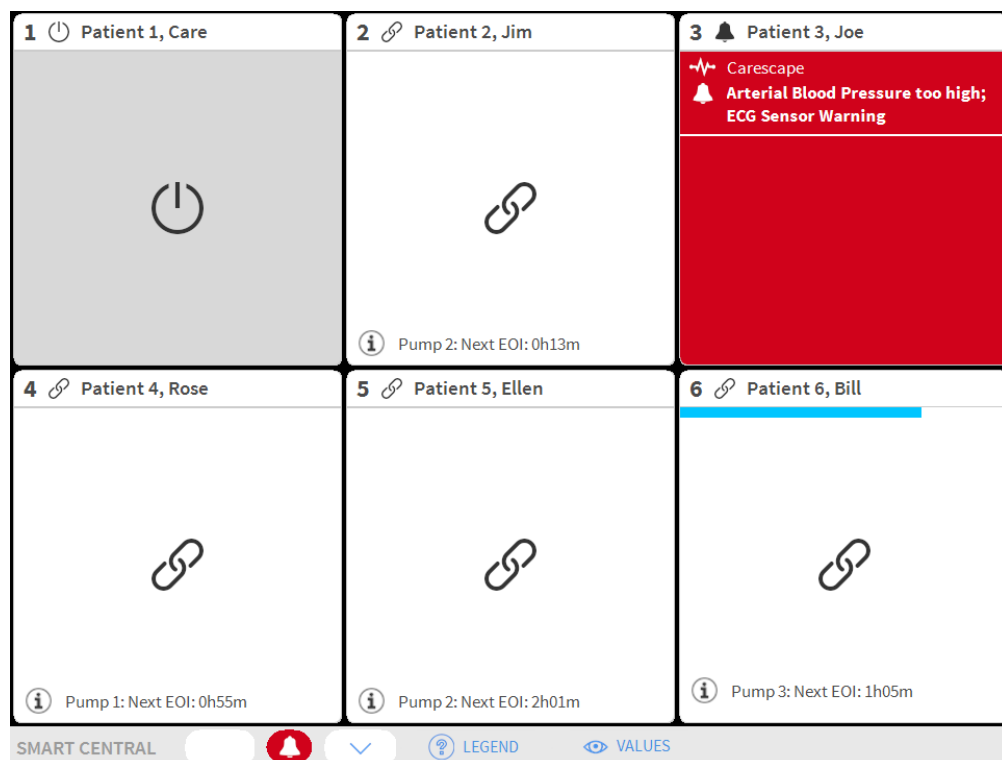 1 Patient 1, Care
2 Patient 2, Jim
3 Patient 3, Joe
Carescape
Arterial Blood Pressure too high;
ECG Sensor Warning
Pump 2: Next EOI: 0h13m
4 Patient 4, Rose
5 Patient 5, Ellen
6 Patient 6, Bill
Pump 1: Next EOI: 0h55m
Pump 2: Next EOI: 2h01m
Pump 3: Next EOI: 1h05m
SMART CENTRAL
LEGEND
VALUES